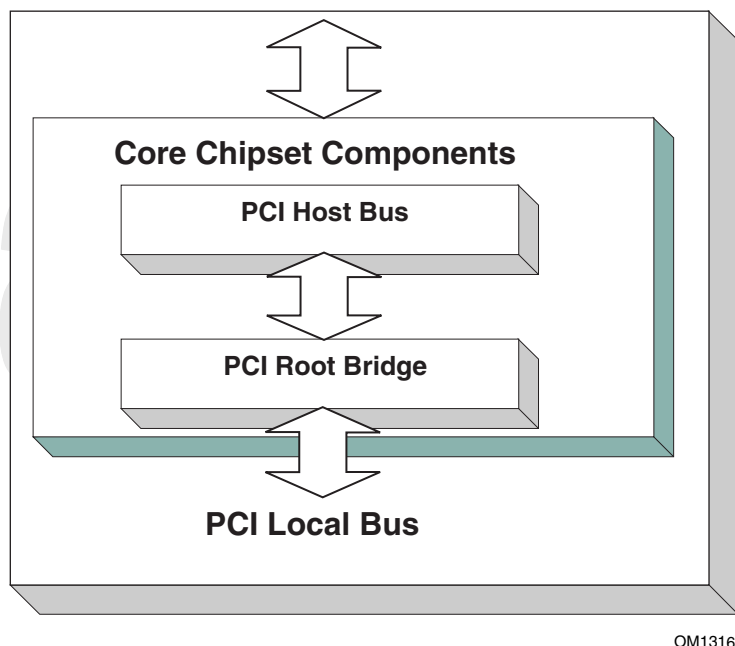 Core Chipset Components
PCI Host Bus
PCI Root Bridge
PCI Local Bus
OM1316